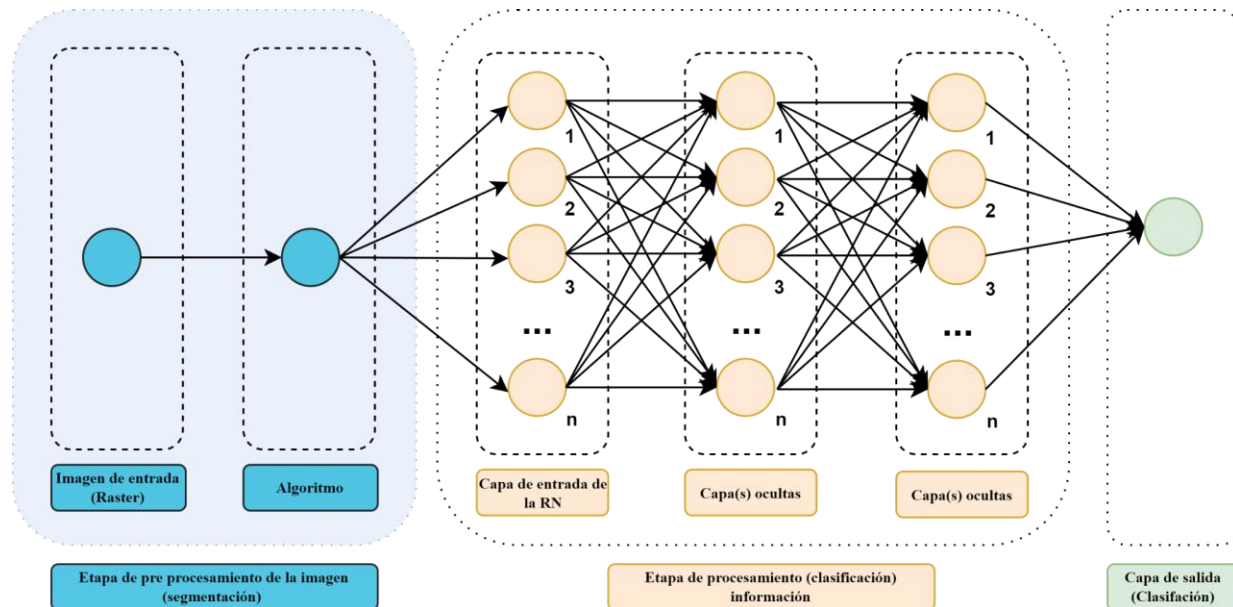 1
1
1
2
2
2
3
3
3
...
...
...
n
n
n
Imagen de entrada
(Raster)
Algoritmo
Capa de entrada de
la RN
Capa(s) ocultas
Capa(s) ocultas
Etapa de pre procesamiento de la imagen
(segmentación)
Etapa de procesamiento (clasificación)
información
Capa de salida
(Clasifación)